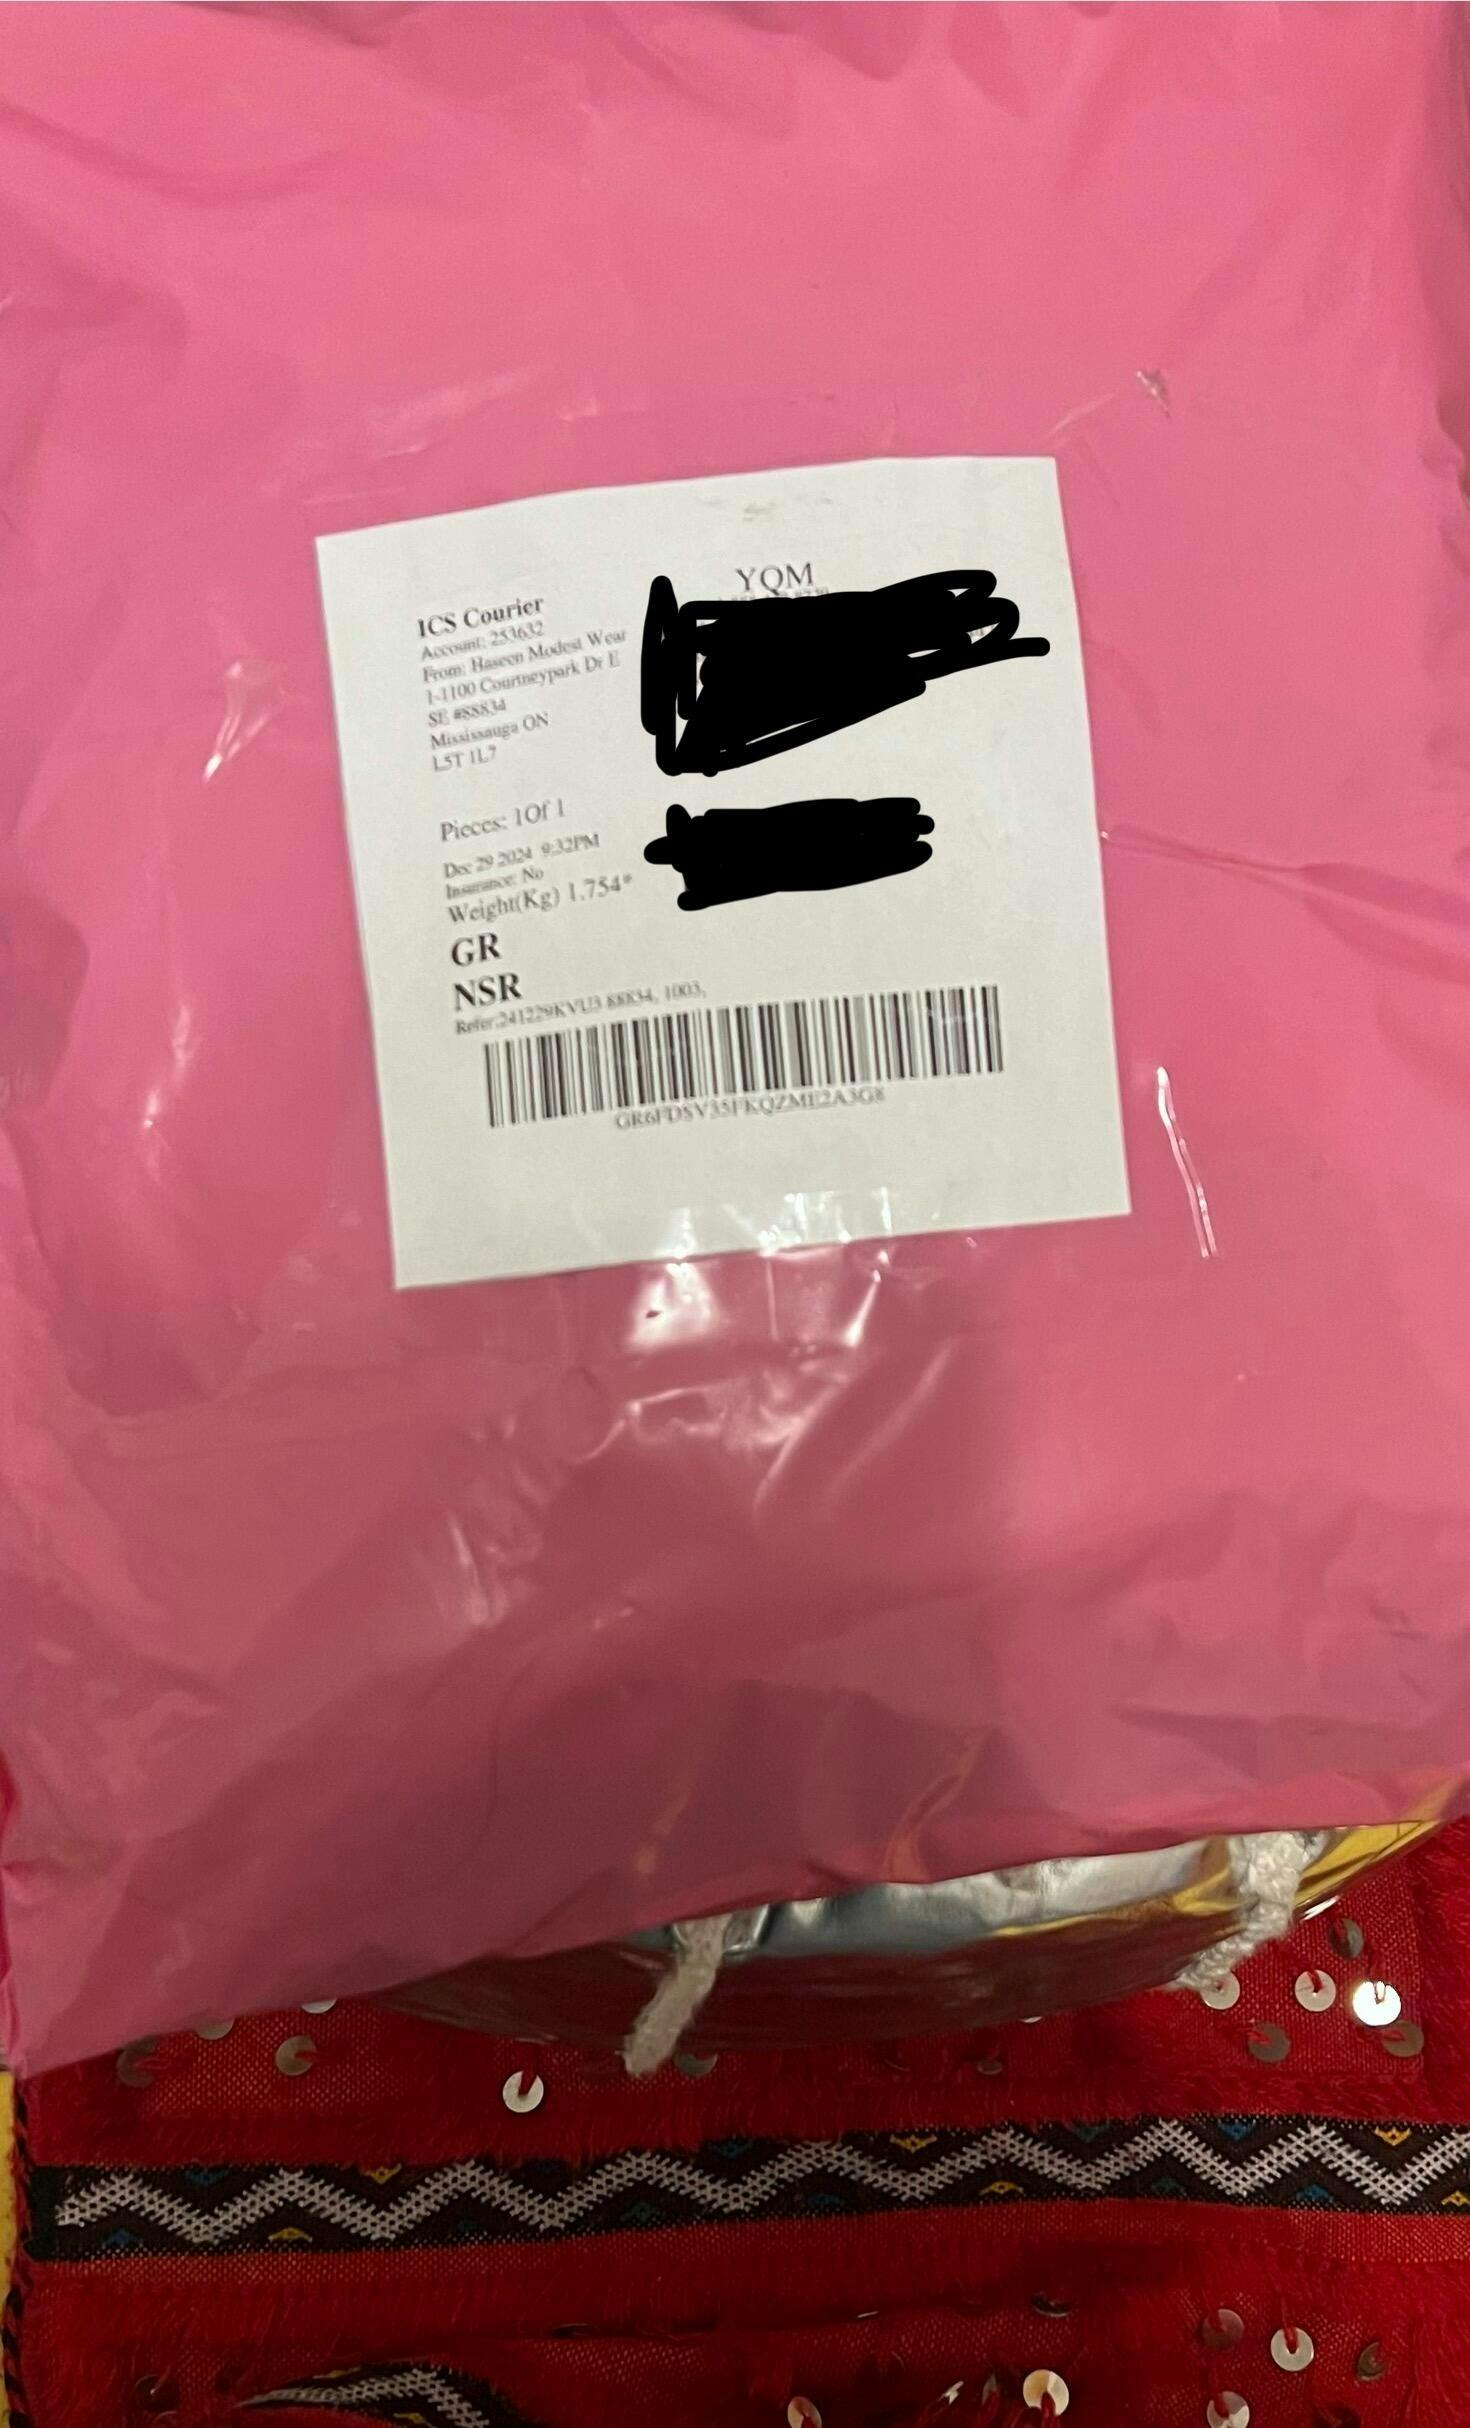 YQM
ICS Courier
Account: 253632
From: Haseen Modest Wear
1-1100 Courtneypark Dr E
SE #88834
Mississauga ON
L5T 1L7
Pieces: 1Of 1
Dec 29 2024 9:32PM
Insurance: No
Weight(Kg) 1.754*
GR
NSR
Refer:241229KVU3 88834, 1003,
GR6FDSV35FKQZME2A3G8